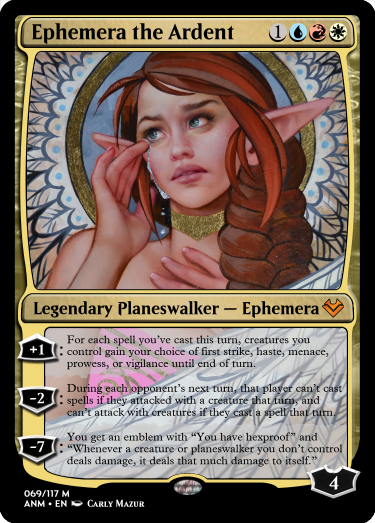 Ephemera the Ardent 1
Legendary Planeswalker — Ephemera
+1: For each spell you've cast this turn, creatures you
control gain your choice of first strike, haste, menace,
prowess, or vigilance until end of turn.
-2: During each opponent's next turn, that player can't cast
spells if they attacked with a creature that turn, and
can't attack with creatures if they cast a spell that turn.
-7: You get an emblem with "You have hexproof" and
"Whenever a creature or planeswalker you don't control
deals damage, it deals that much damage to itself."
4
069/117 M
ANM • EN Carly Mazur